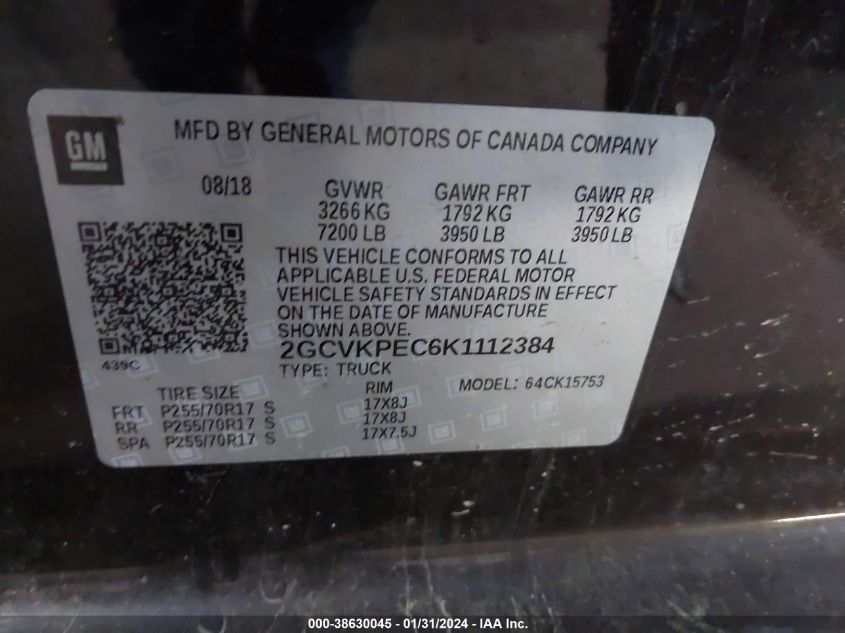 GM
MFD BY GENERAL MOTORS OF CANADA COMPANY
08/18 GVWR GAWR FRT GAWR RR
3266 KG 1792 KG 1792 KG
7200 LB 3950 LB 3950 LB
THIS VEHICLE CONFORMS TO ALL
APPLICABLE U.S. FEDERAL MOTOR
VEHICLE SAFETY STANDARDS IN EFFECT
ON THE DATE OF MANUFACTURE
SHOWN ABOVE.
2GCVKPEC6K1112384
439C
TYPE: TRUCK MODEL: 64CK15753
TIRE SIZE RIM
FRT P255/70R17 S 17X8J
RR P255/70R17 S 17X8J
SPA P255/70R17 S 17X7.5J
000-38630045 - 01/31/2024 - IAAI, Inc.